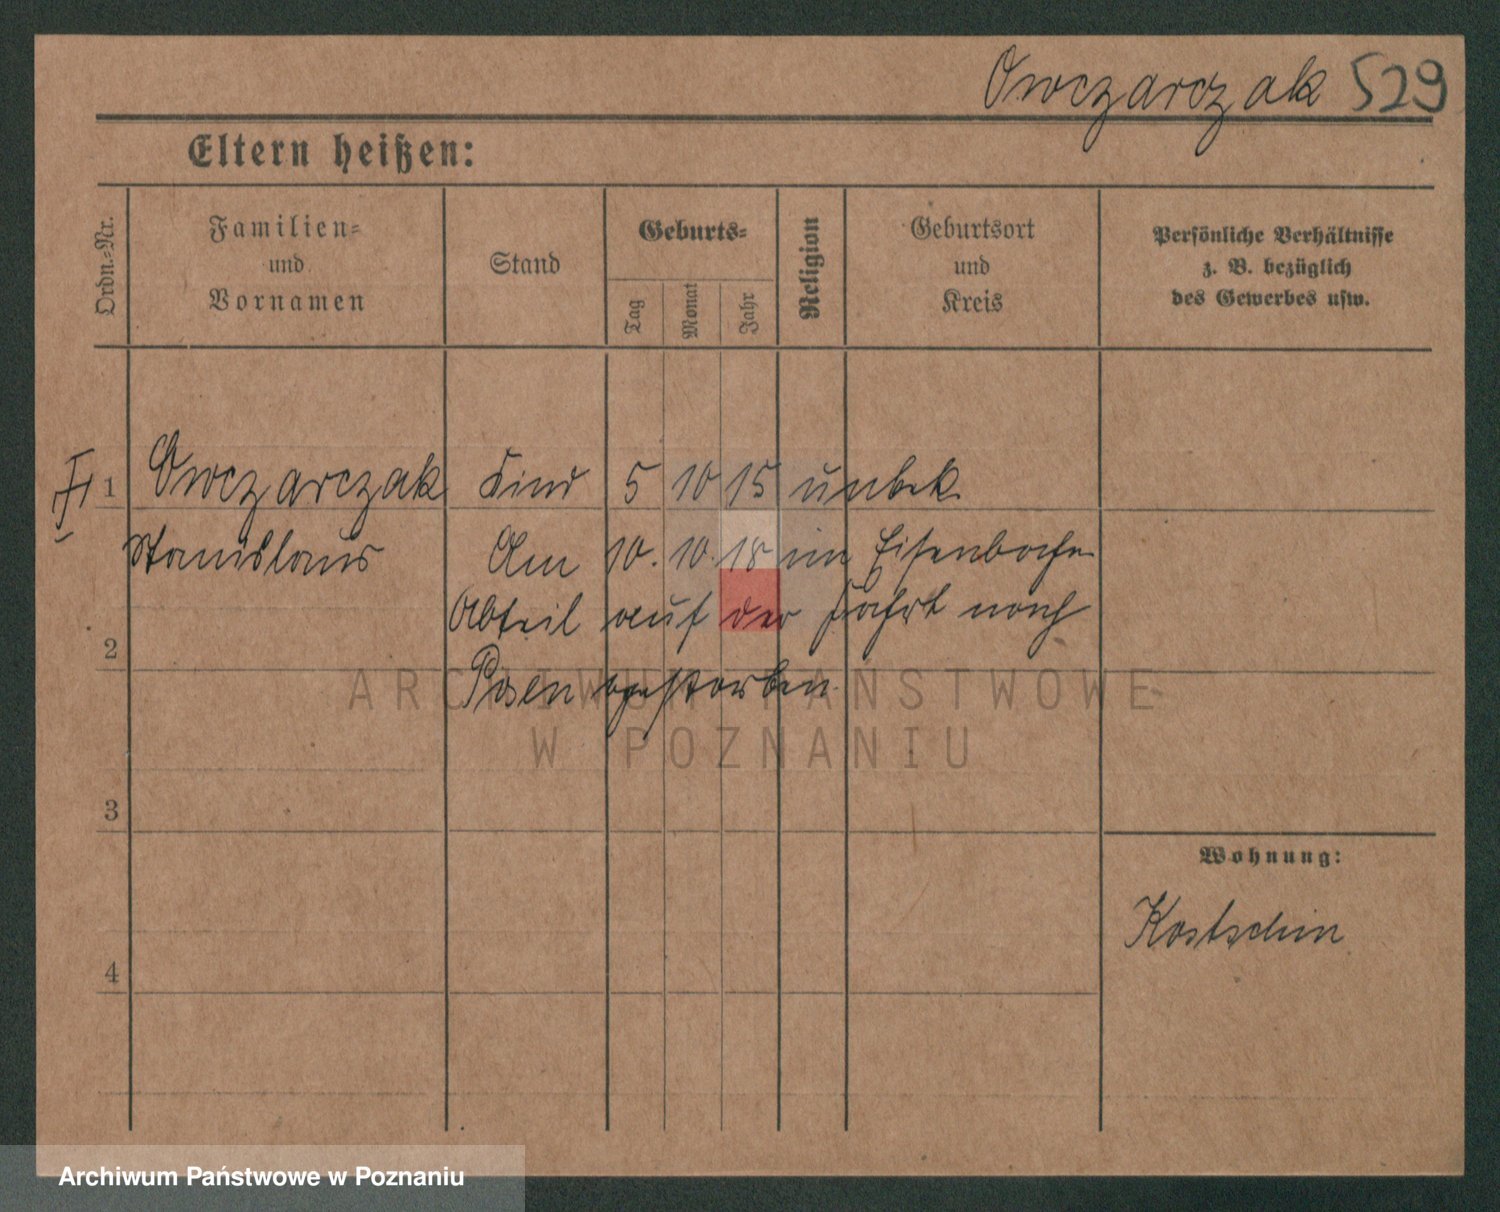 Owczarczak 529
Eltern heißen:
Ordn.-Nr.
Familien-
und
Vornamen
Stand
Geburts-
Tag
Monat
Jahr
Religion
Geburtsort
und
Kreis
Persönliche Verhältnisse
z. B. bezüglich
des Gewerbes usw.
1 Owczarczak Kind 5 10 15 unbek.
Stanislaus Am 10. 10. 18 im Eisenbahn
Abteil auf der Fahrt nach
2
Posen gestorben.
ARCHIWUM PAŃSTWOWE
W POZNANIU
3
Wohnung:
Kostschin
4
Archiwum Państwowe w Poznaniu